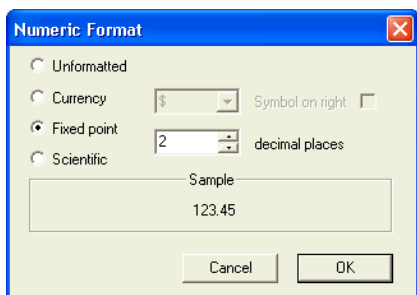 Numeric Format
Unformatted
Currency $ Symbol on right
Fixed point 2 decimal places
Scientific
Sample
123.45
Cancel OK